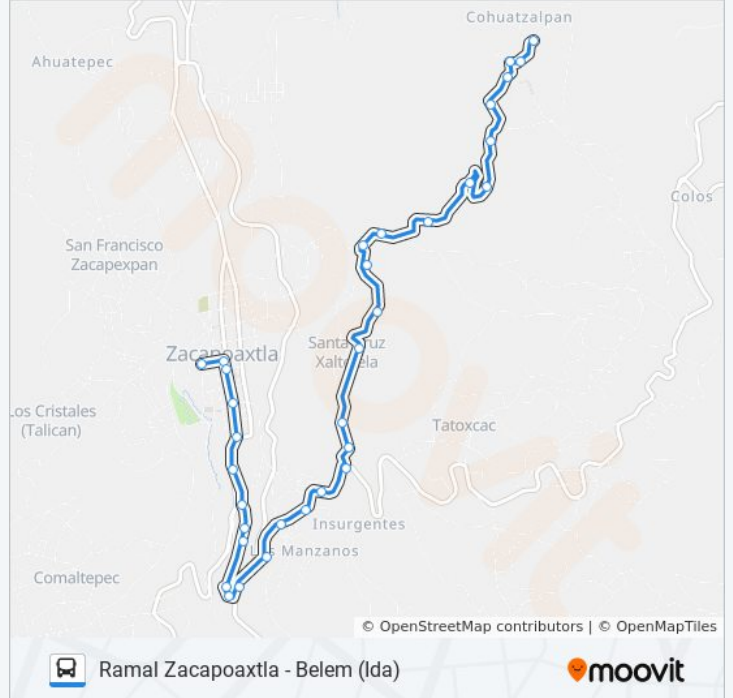 Cohuatzalpan
Ahuatepec
Colos
San Francisco
Zacapexpan
Zacapoaxtla
Santa Cruz
Xaltetela
Los Cristales
(Talican)
Tatoxcac
Insurgentes
Los Manzanos
Comaltepec
moovit
© OpenStreetMap contributors | © OpenMapTiles
Ramal Zacapoaxtla - Belem (Ida)
moovit